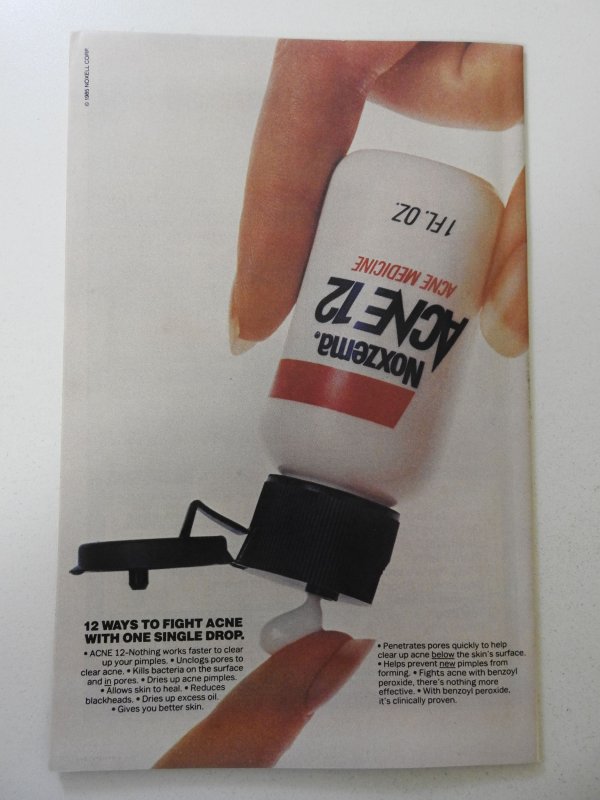 © 1985 NOXELL CORP.
1 FL. OZ.
ACNE MEDICINE
ACNE 12
Noxzema.
12 WAYS TO FIGHT ACNE
WITH ONE SINGLE DROP.
• ACNE 12-Nothing works faster to clear
up your pimples. • Unclogs pores to
clear acne. • Kills bacteria on the surface
and in pores. • Dries up acne pimples.
• Allows skin to heal. • Reduces
blackheads. • Dries up excess oil.
• Gives you better skin.
• Penetrates pores quickly to help
clear up acne below the skin's surface.
• Helps prevent new pimples from
forming. • Fights acne with benzoyl
peroxide, there's nothing more
effective. • With benzoyl peroxide,
it's clinically proven.